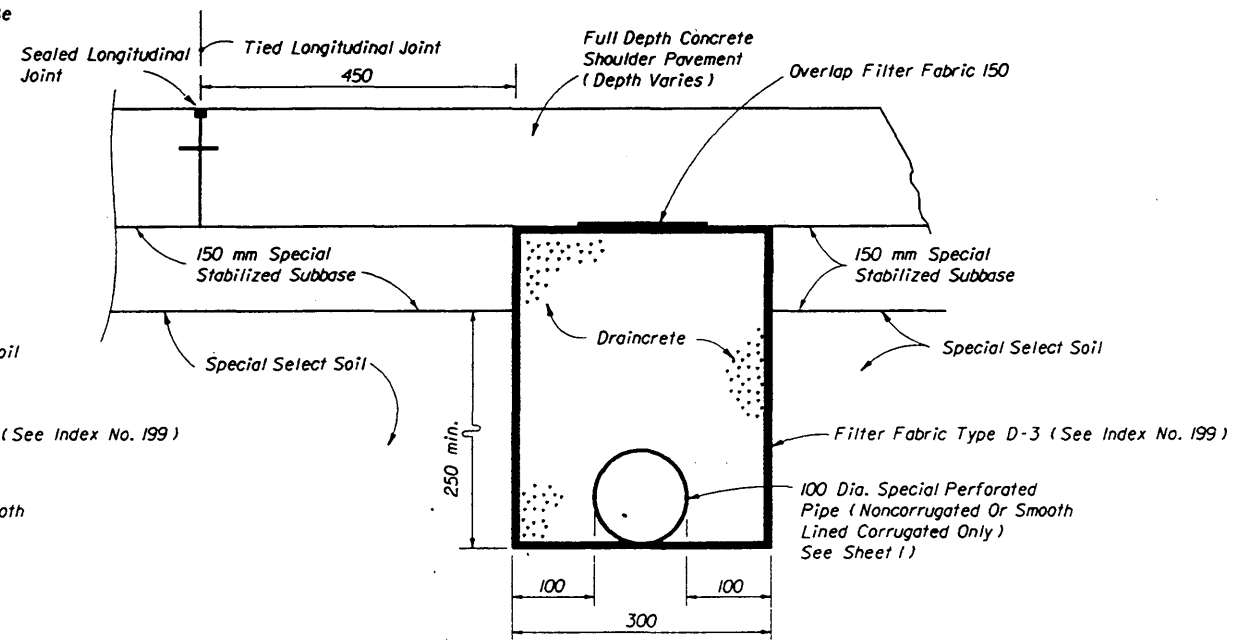 Sealed Longitudinal
Joint
Tied Longitudinal Joint
450
Full Depth Concrete
Shoulder Pavement
(Depth Varies)
Overlap Filter Fabric 150
150 mm Special
Stabilized Subbase
150 mm Special
Stabilized Subbase
Draincrete
Special Select Soil
Special Select Soil
(See Index No. 199)
250 min.
Filter Fabric Type D-3 (See Index No. 199)
100 Dia. Special Perforated
Pipe (Noncorrugated Or Smooth
Lined Corrugated Only)
See Sheet 1)
100
100
300